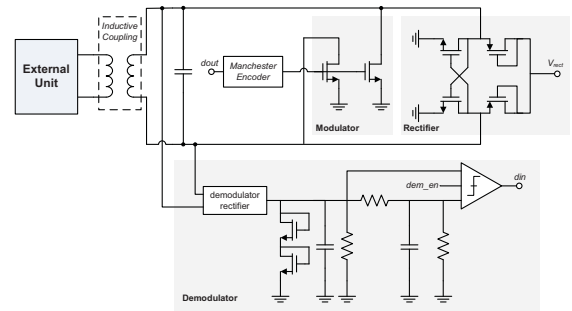 Inductive
Coupling
External
Unit
dout
Manchester
Encoder
Modulator
Rectifier
Vrect
demodulator
rectifier
dem_en
din
Demodulator